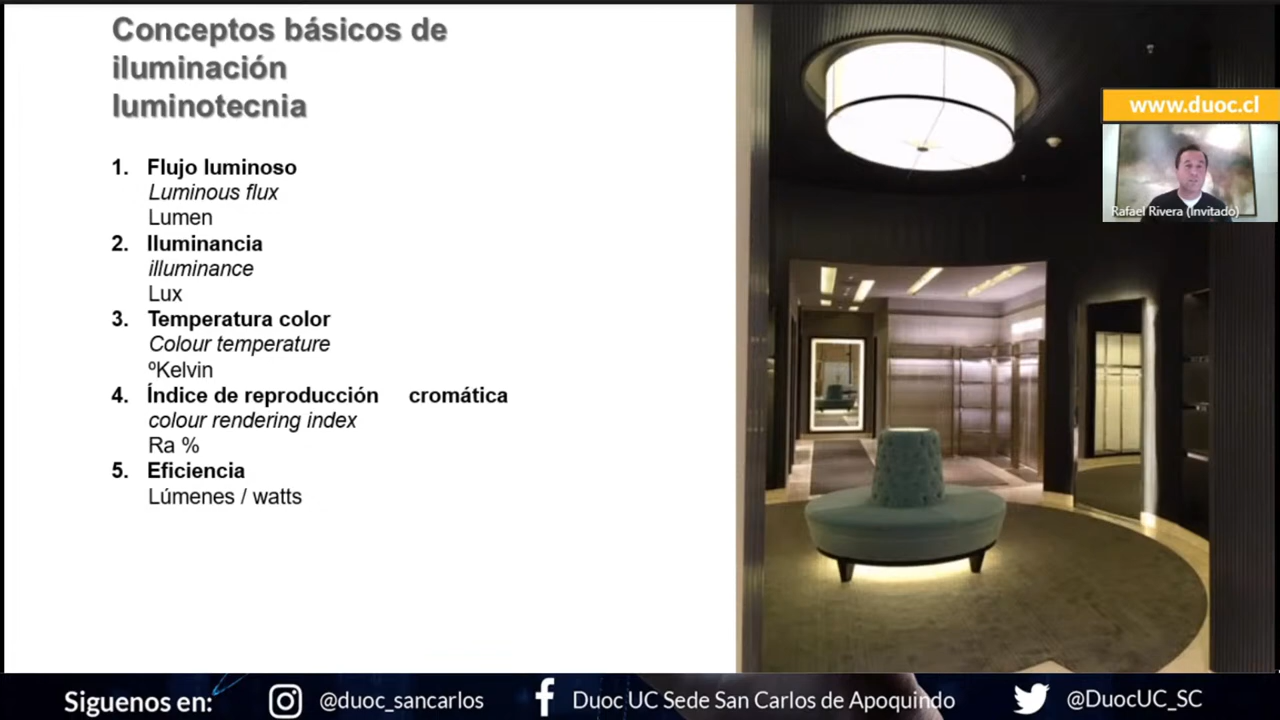 Conceptos básicos de
iluminación
luminotecnia
1. Flujo luminoso
Luminous flux
Lumen
2. Iluminancia
illuminance
Lux
3. Temperatura color
Colour temperature
ºKelvin
4. Índice de reproducción cromática
colour rendering index
Ra %
5. Eficiencia
Lúmenes / watts
www.duoc.cl
Rafael Rivera (Invitado)
Siguenos en:
@duoc_sancarlos
Duoc UC Sede San Carlos de Apoquindo
@DuocUC_SC